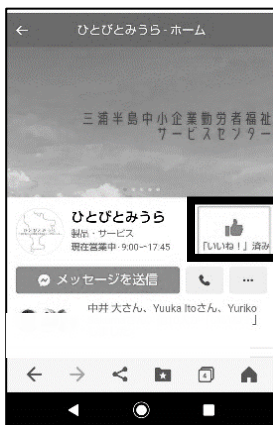 ひとびとみうら - ホーム
三浦半島中小企業勤労者福祉
サービスセンター
ひとびとみうら
製品・サービス
現在営業中・9:00〜17:45
「いいね！」済み
メッセージを送信
中井 大さん、Yuuka Itoさん、Yuriko
」